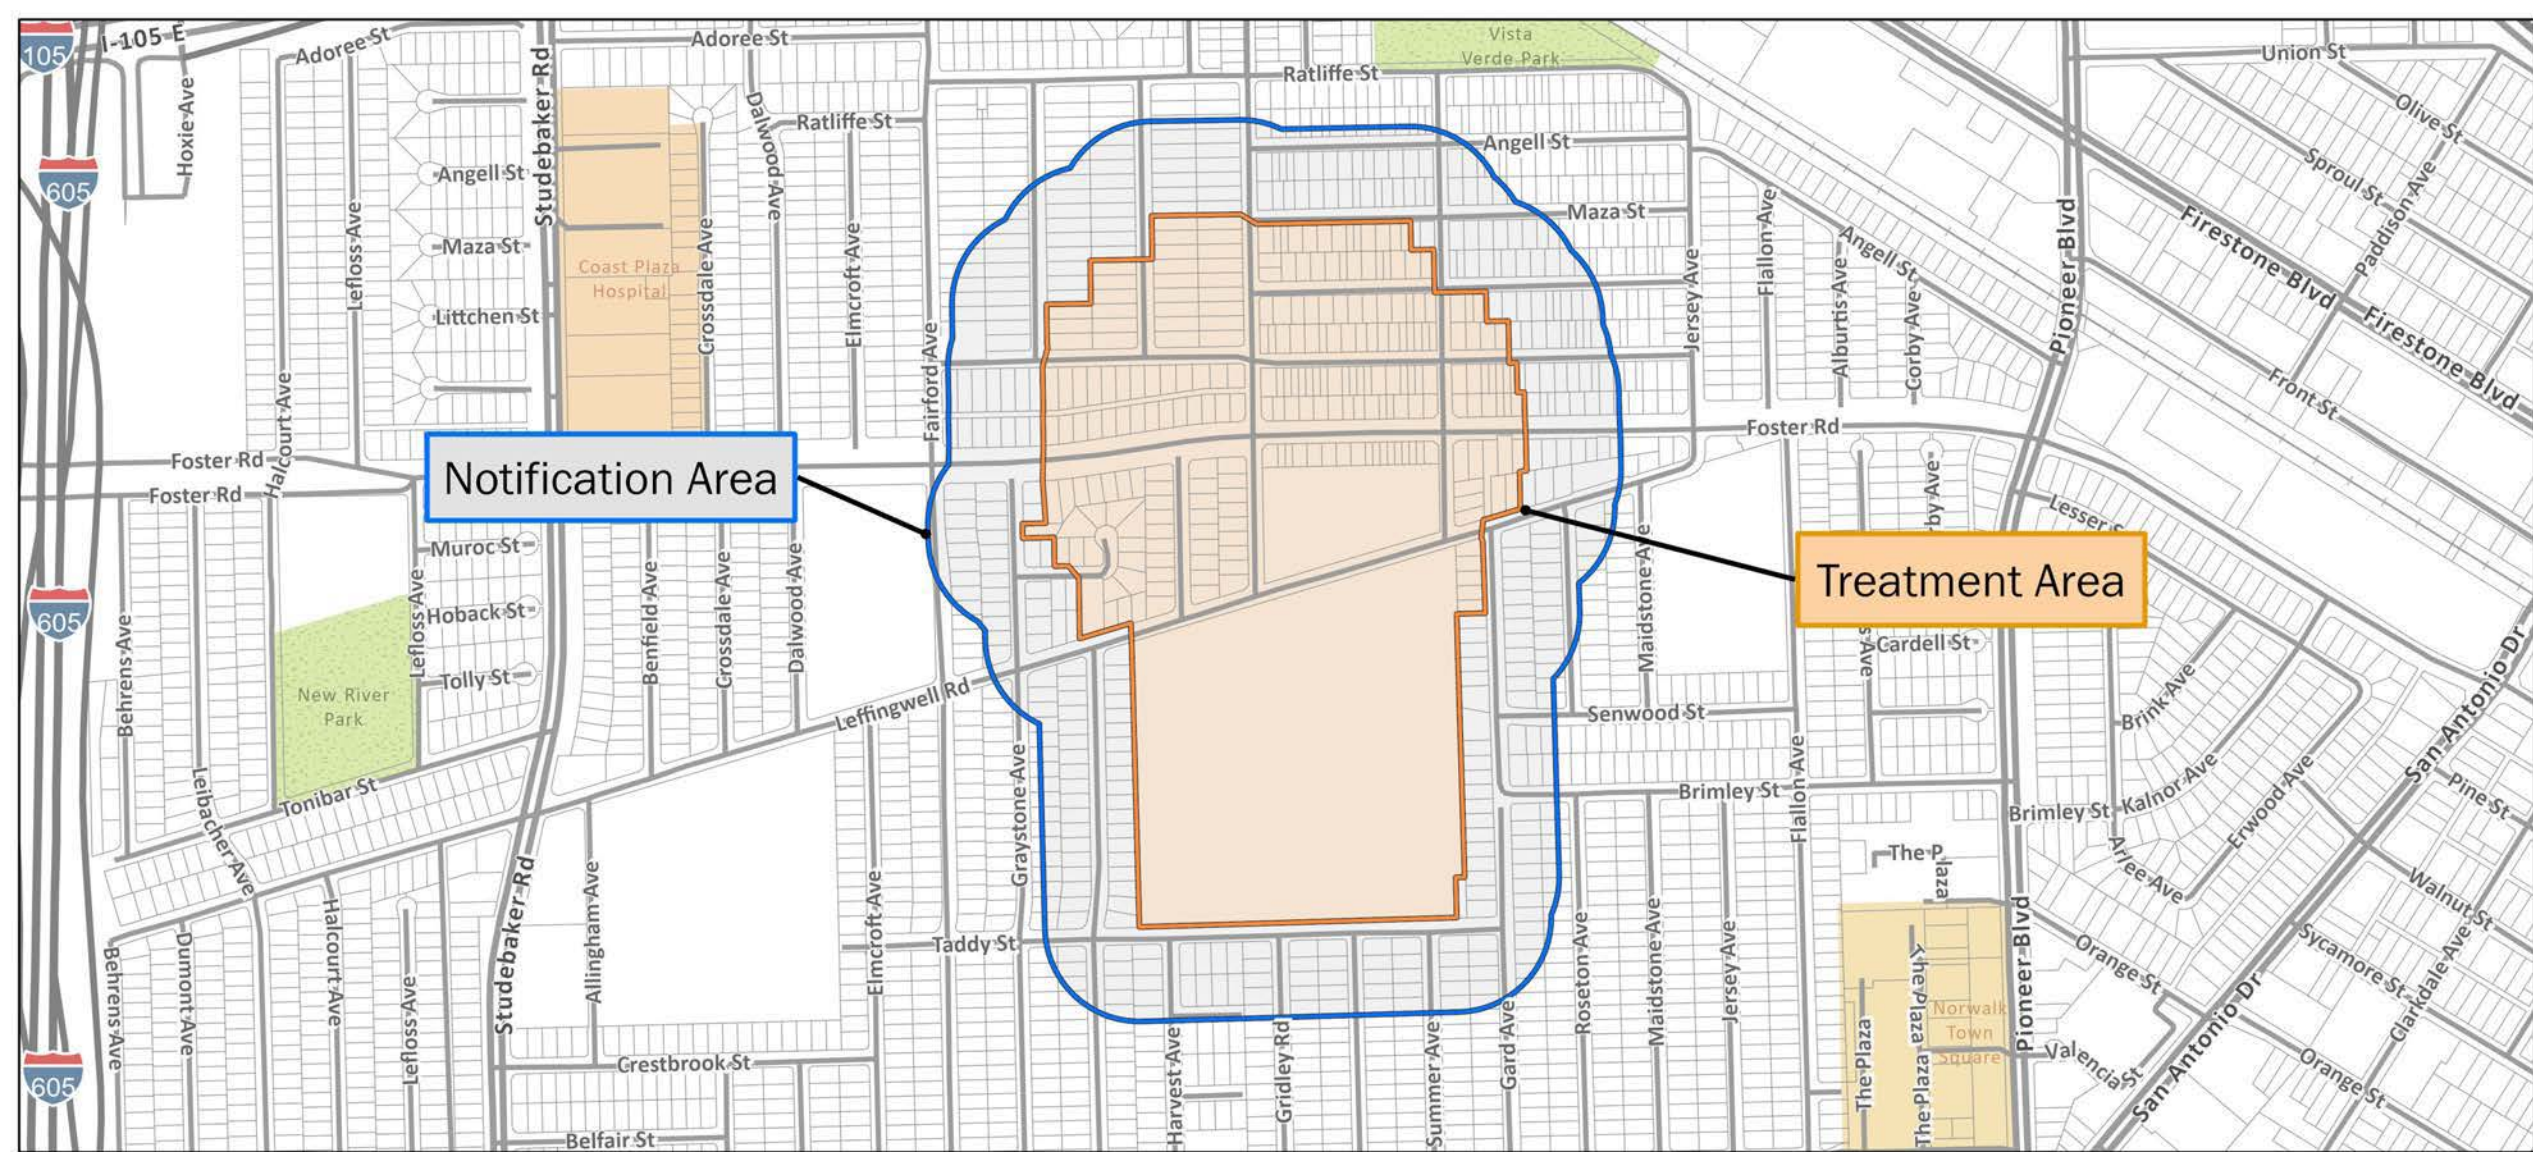 105
I-105 E
Hoxie Ave
Adoree St
Studebaker Rd
Adoree St
Ratliffe St
Vista
Verde Park
Union St
Olive St
Sproul St
Paddison Ave
Firestone Blvd
Firestone Blvd
Front St
605
Angell St
Maza St
Littchen St
Lefloss Ave
Halcourt Ave
Coast Plaza
Hospital
Crossdale Ave
Dalwood Ave
Ratliffe St
Elmcroft Ave
Fairford Ave
Angell St
Maza St
Jersey Ave
Flallon Ave
Angell St
Alburtis Ave
Corby Ave
Pioneer Blvd
Foster Rd
Foster Rd
Foster Rd
Notification Area
Treatment Area
by Ave
Lesser S
s Ave
Cardell St
Muroc St
Hoback St
Tolly St
Lefloss Ave
605
Behrens Ave
New River
Park
Tonibar St
Leibacher Ave
Benfield Ave
Crossdale Ave
Dalwood Ave
Leffingwell Rd
Maidstone Ave
Senwood St
Brimley St
Flallon Ave
Brimley St
Brink Ave
Kalnor Ave
Erwood Ave
Arlee Ave
San Antonio Dr
Pine St
Walnut St
Sycamore St
Clarkdale Ave
Orange St
Orange St
Valencia St
San Antonio Dr
Pioneer Blvd
The P
laza
The Plaza
The Plaza
The Plaza
Norwalk
Town
Square
Graystone Ave
Taddy St
Elmcroft Ave
Allingham Ave
Studebaker Rd
Behrens Ave
Dumont Ave
Halcourt Ave
Lefloss Ave
605
Crestbrook St
Belfair St
Harvest Ave
Gridley Rd
Summer Ave
Gard Ave
Roseton Ave
Maidstone Ave
Jersey Ave